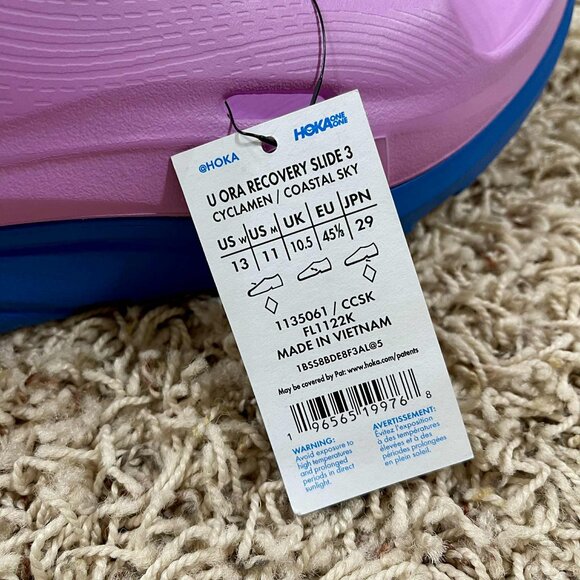 @HOKA
HOKA ONE ONE
U ORA RECOVERY SLIDE 3
CYCLAMEN / COASTAL SKY
US W US M UK EU JPN
13 11 10.5 45⅓ 29
1135061 / CCSK
FL1122K
MADE IN VIETNAM
1B5S8BDE8F3AL@5
May be covered by Pat: www.hoka.com/patents
1 96565 19976 8
WARNING:
Avoid exposure to
high temperatures
and prolonged
periods in direct
sunlight.
AVERTISSEMENT:
Évitez l'exposition
à des températures
élevées et à des
périodes prolongées
en plein soleil.